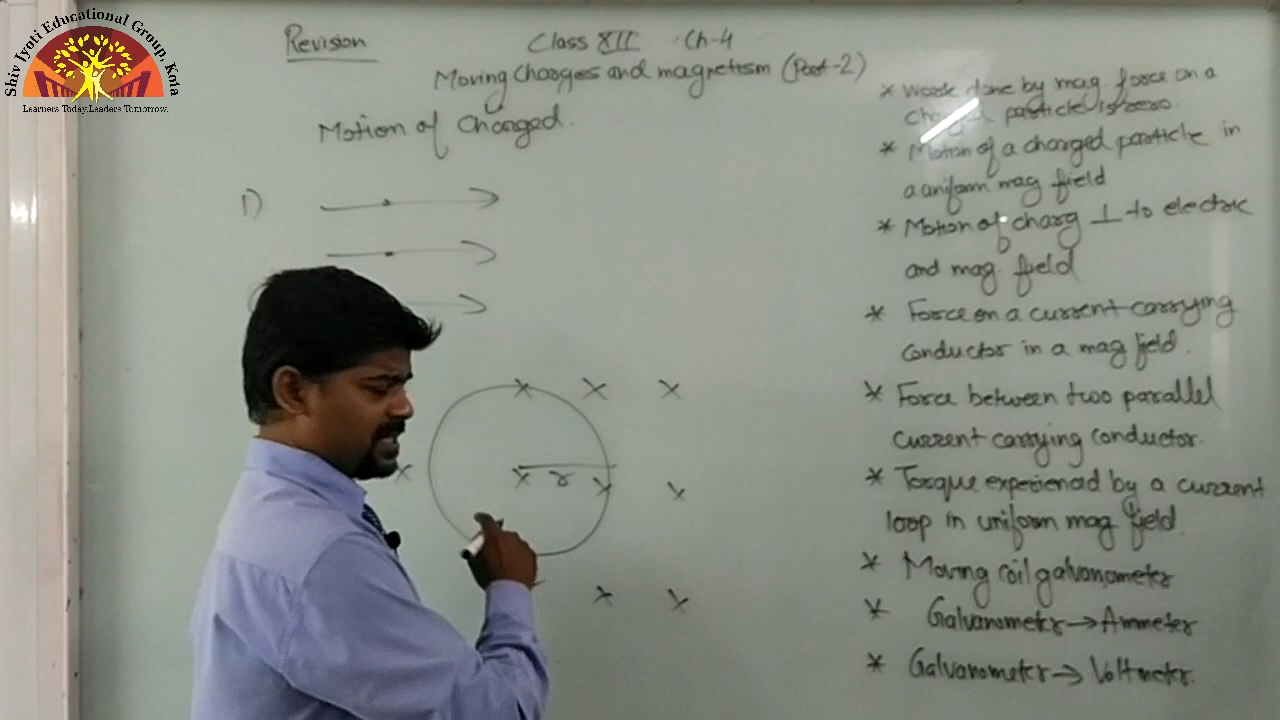 Shiv Jyoti Educational Group, Kota
Learners Today.Leaders Tomorrow.
Revision
Class XII Ch-4
Moving Charges and magnetism (Part-2)
Motion of Charged.
1)
r
* Work done by mag. force on a
charged particle is zero.
* Motion of a charged particle in
a uniform mag field
* Motion of charg ⊥ to electric
and mag. field
* Force on a current carrying
conductor in a mag field.
* Force between two parallel
current carrying conductor.
* Torque experienced by a current
loop in uniform mag field.
* Moving coil galvanometer
* Galvanometer → Ammeter
* Galvanometer → Voltmeter.